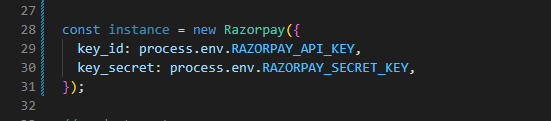 27
28 const instance = new Razorpay({
29 key_id: process.env.RAZORPAY_API_KEY,
30 key_secret: process.env.RAZORPAY_SECRET_KEY,
31 });
32